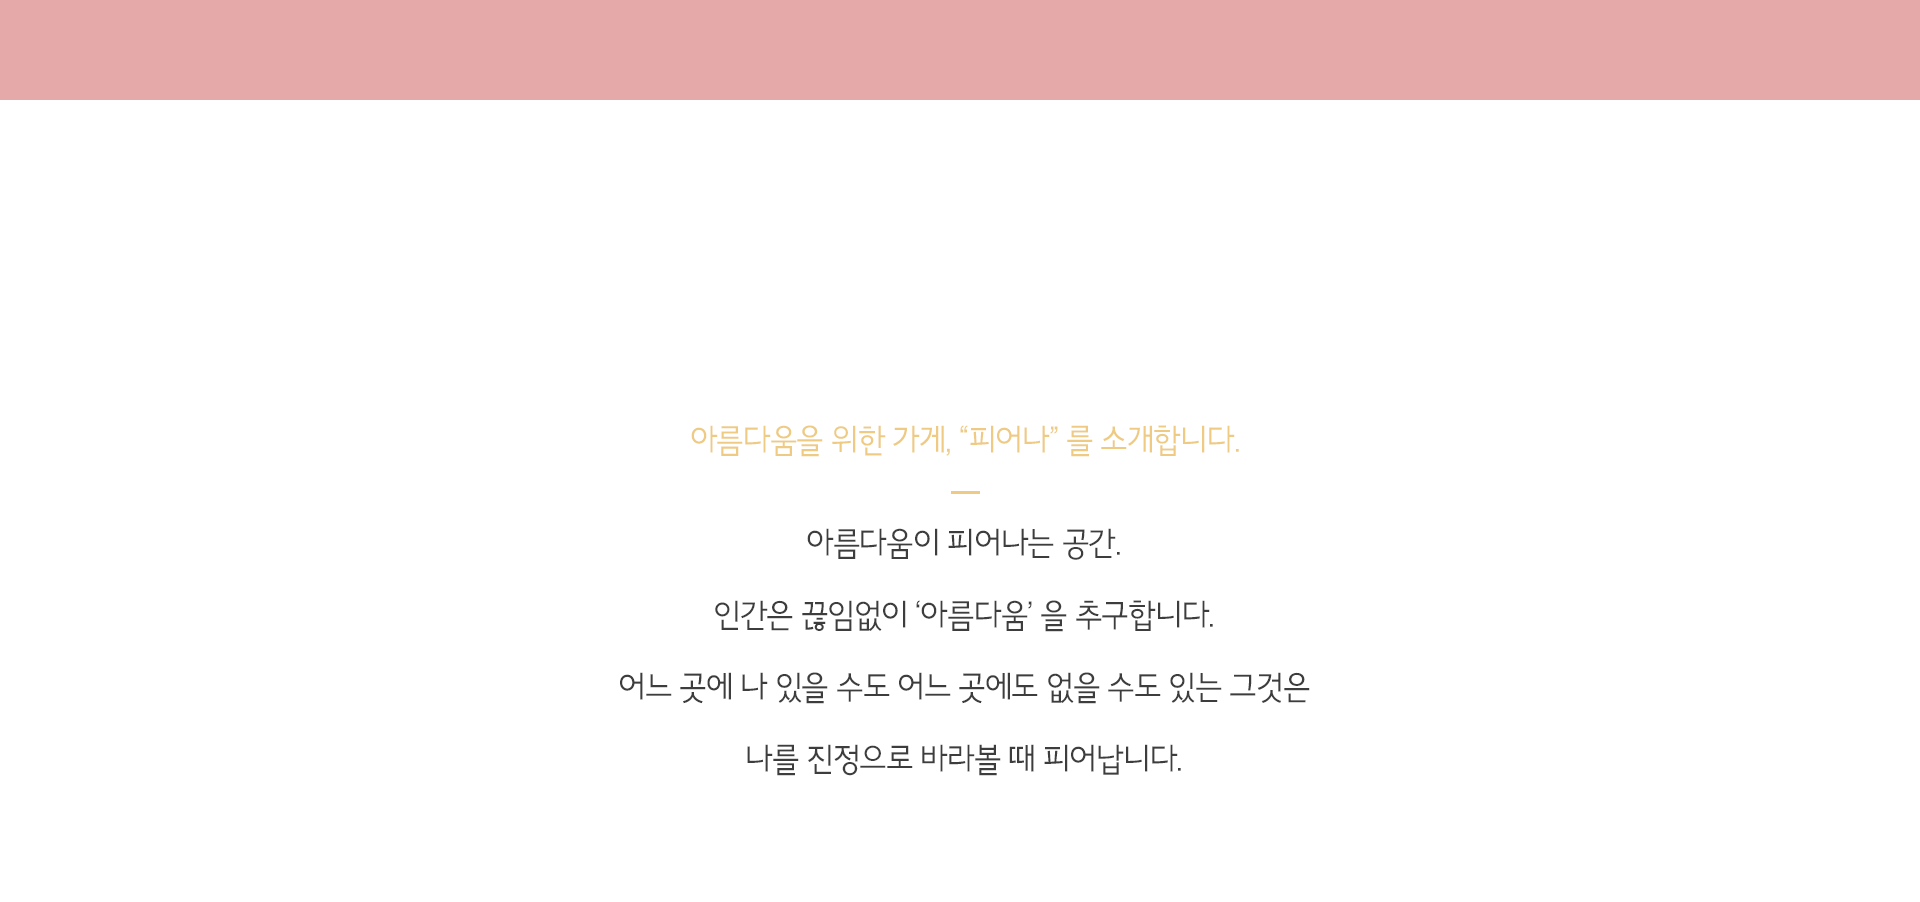 아름다움을 위한 가게, “피어나” 를 소개합니다.
아름다움이 피어나는 공간.
인간은 끊임없이 ‘아름다움’ 을 추구합니다.
어느 곳에 나 있을 수도 어느 곳에도 없을 수도 있는 그것은
나를 진정으로 바라볼 때 피어납니다.